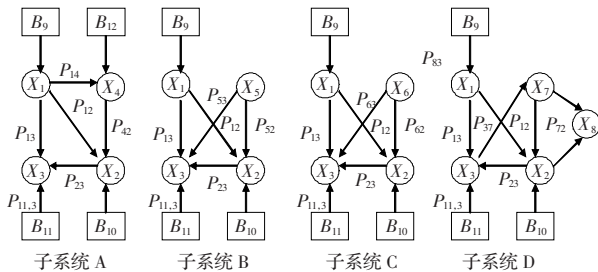 B9 B12 B9 B9 B9
P14 P83
X1 X4 X1 X5 X1 X6 X1 X7
P53 P63
P12 X8
P13 P42 P13 P12 P52 P13 P12 P62 P13 P37 P12 P72
X3 X2 X3 X2 X3 X2 X3 X2
P23 P23 P23 P23
P11,3 P11,3 P11,3 P11,3
B11 B10 B11 B10 B11 B10 B11 B10
子系统 A 子系统 B 子系统 C 子系统 D